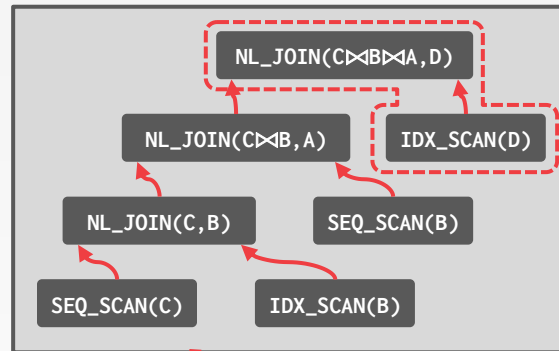 NL_JOIN(C⨝B⨝A,D)
NL_JOIN(C⨝B,A)
IDX_SCAN(D)
NL_JOIN(C,B)
SEQ_SCAN(B)
SEQ_SCAN(C)
IDX_SCAN(B)